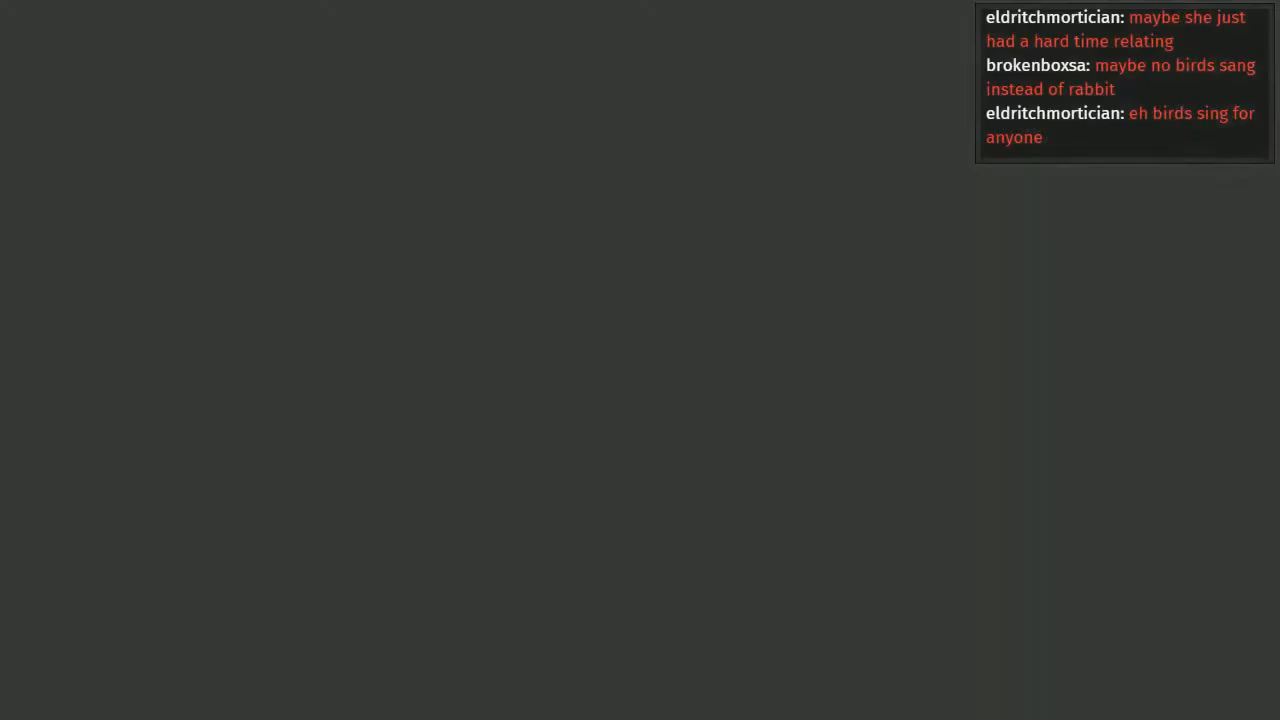 eldritchmortician: maybe she just
had a hard time relating
brokenboxsa: maybe no birds sang
instead of rabbit
eldritchmortician: eh birds sing for
anyone